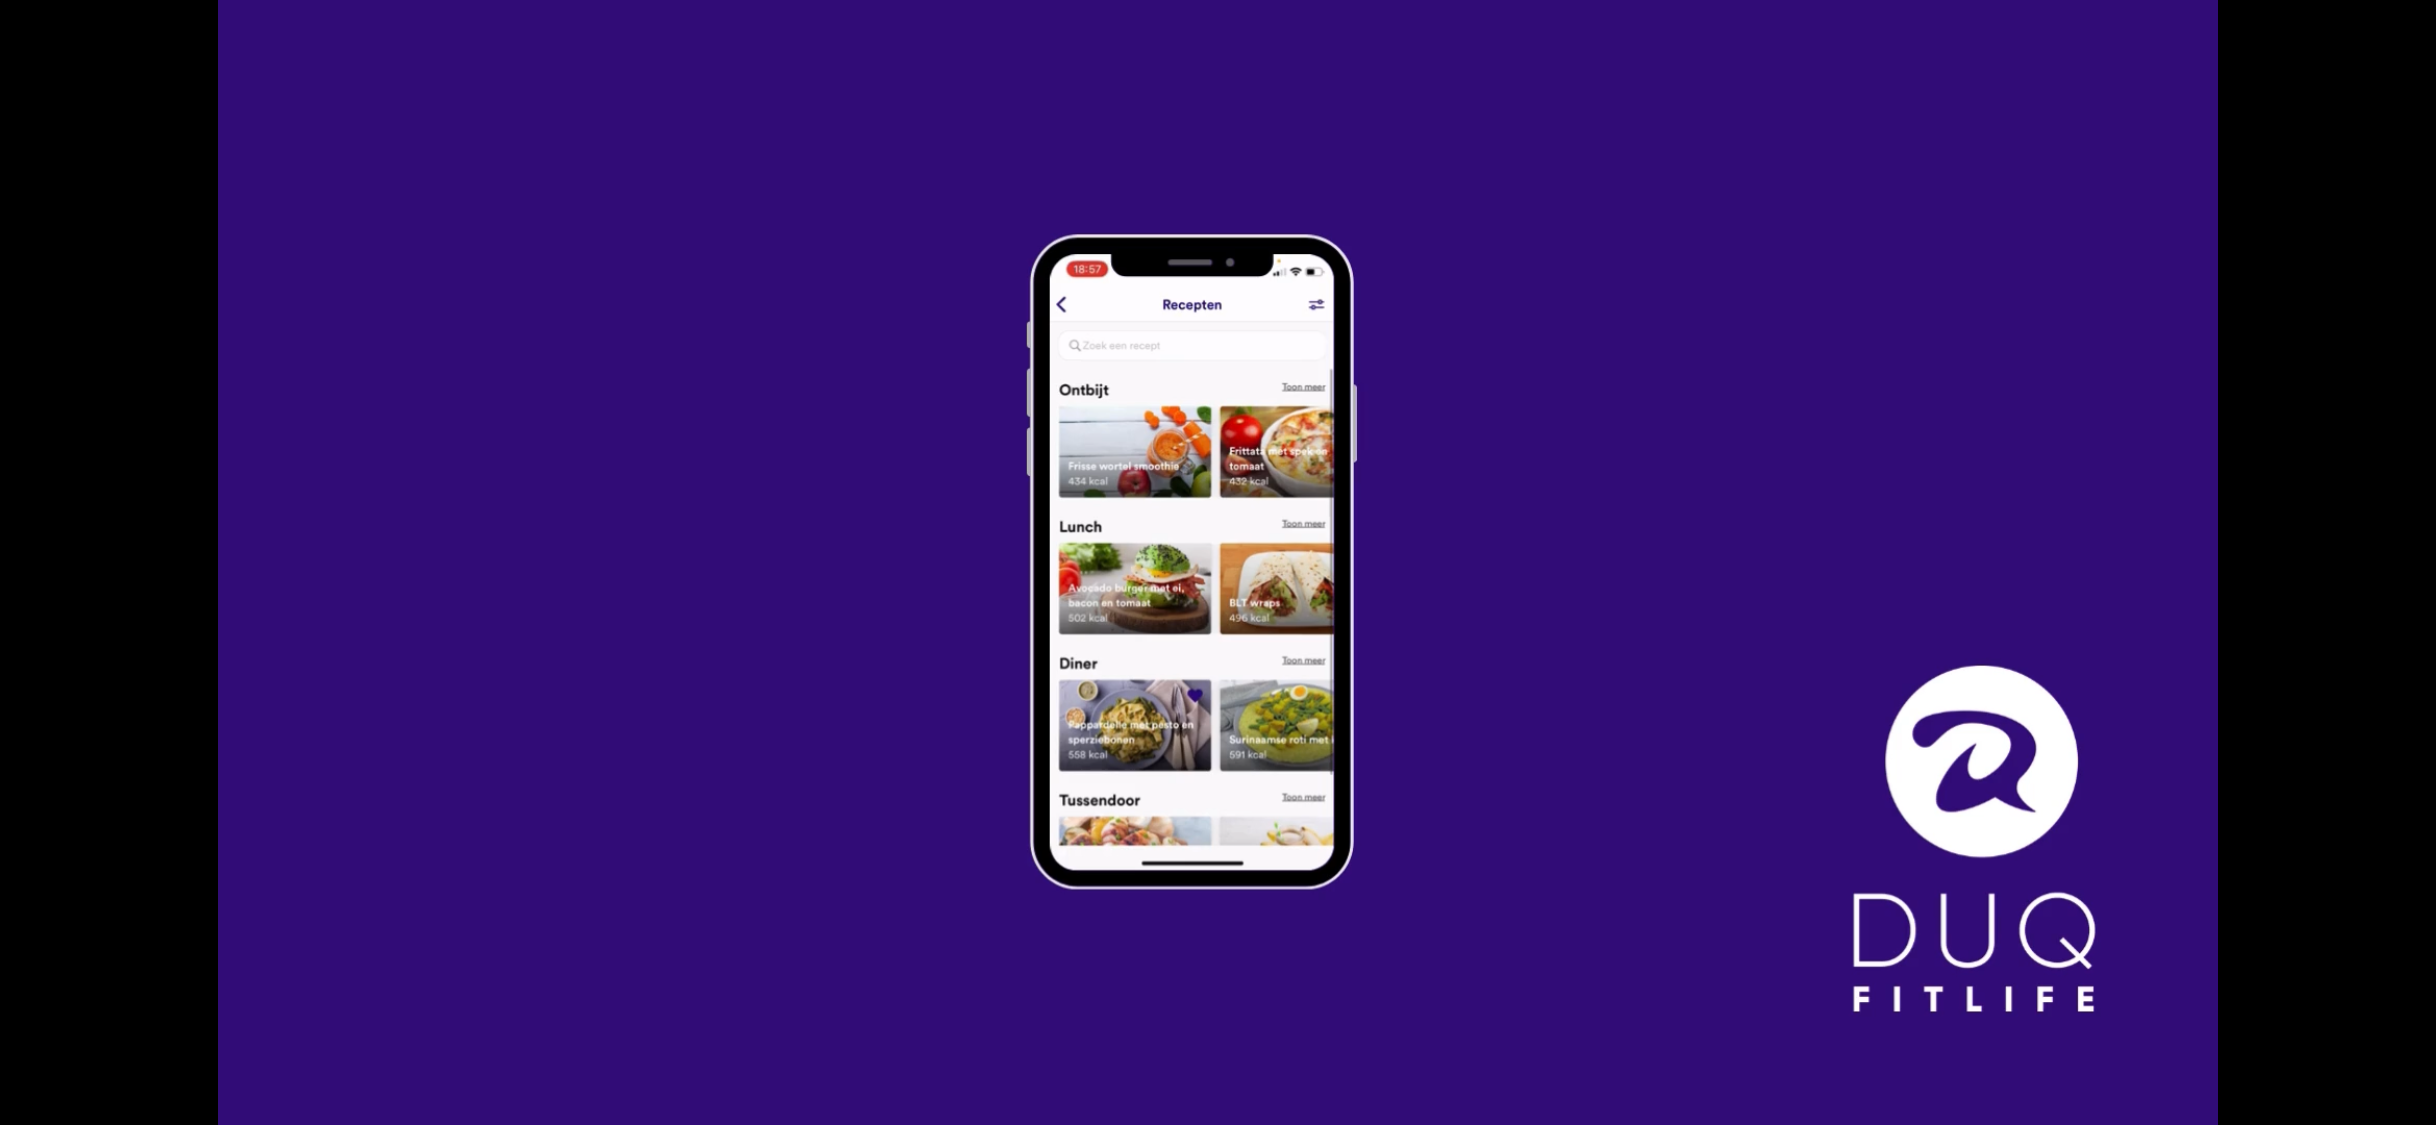 18:57
Recepten
Zoek een recept
Ontbijt
Toon meer
Frisse wortel smoothie
434 kcal
Frittata met spek en
tomaat
432 kcal
Lunch
Toon meer
Avocado burger met ei,
bacon en tomaat
502 kcal
BLT wraps
496 kcal
Diner
Toon meer
Pappardelle met pesto en
sperziebonen
558 kcal
Surinaamse roti met
591 kcal
Tussendoor
Toon meer
DUQ
FITLIFE